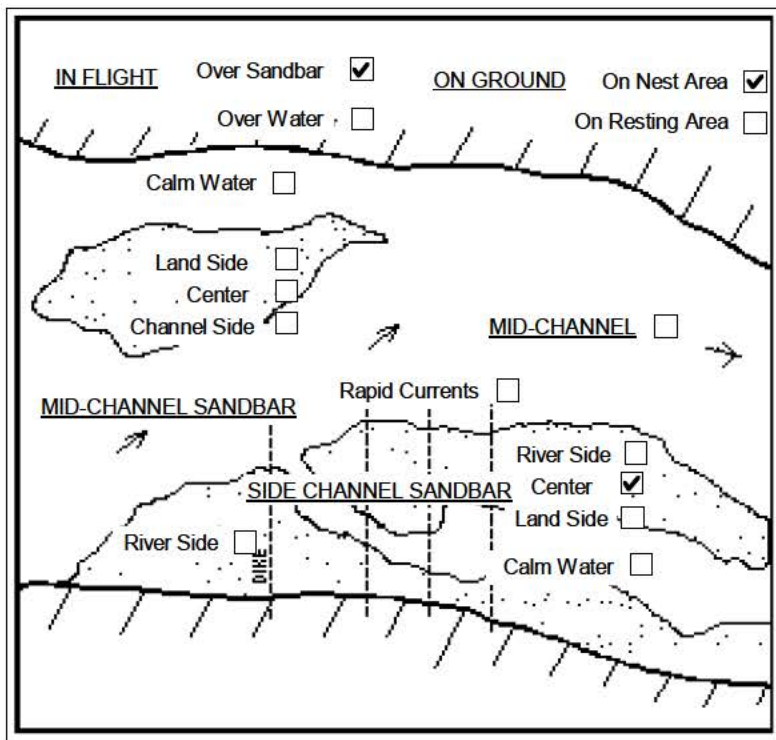 IN FLIGHT Over Sandbar ON GROUND On Nest Area
Over Water On Resting Area
Calm Water
Land Side
Center
Channel Side MID-CHANNEL
Rapid Currents
MID-CHANNEL SANDBAR
River Side
SIDE CHANNEL SANDBAR Center
Land Side
River Side
DIKE
Calm Water